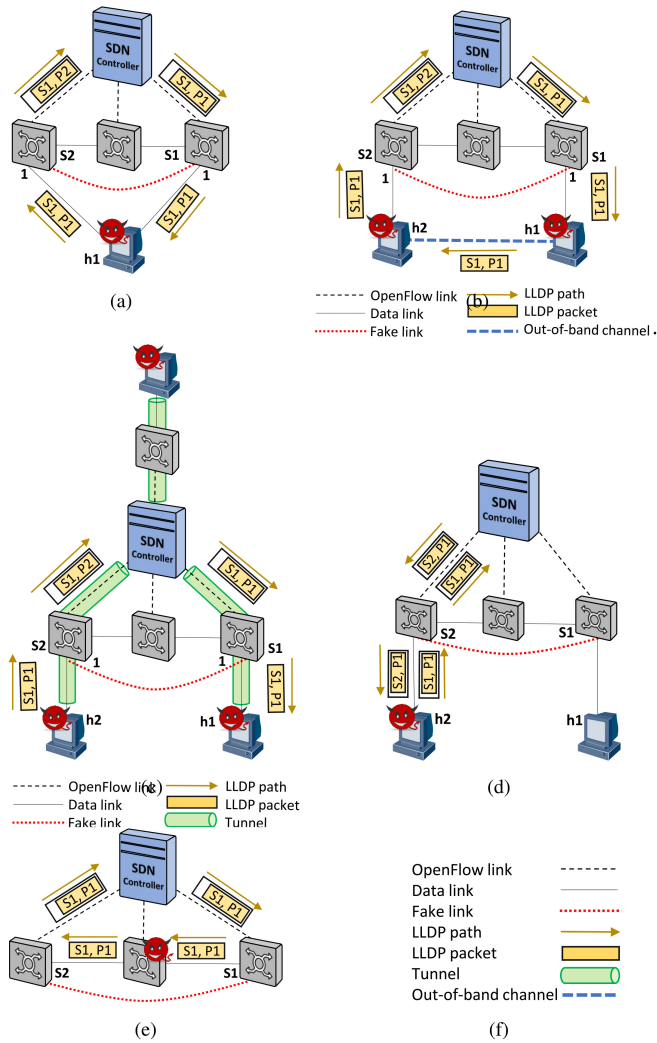 SDN
Controller
S1, P2
S1, P1
S2
S1
1
1
S1, P1
S1, P1
h1
(a)
SDN
Controller
S1, P2
S1, P1
S2
S1
1
1
S1, P1
S1, P1
h2
h1
S1, P1
(b)
OpenFlow link
LLDP path
Data link
LLDP packet
Fake link
Out-of-band channel .
SDN
Controller
S1, P2
S1, P1
S2
S1
1
1
S1, P1
S1, P1
h2
h1
(c)
OpenFlow link
LLDP path
Data link
LLDP packet
Fake link
Tunnel
SDN
Controller
S2, P1
S1, P1
S2
S1
S2, P1
S1, P1
h2
h1
(d)
SDN
Controller
S1, P1
S1, P1
S1, P1
S1, P1
S2
S1
(e)
OpenFlow link
Data link
Fake link
LLDP path
LLDP packet
Tunnel
Out-of-band channel
(f)